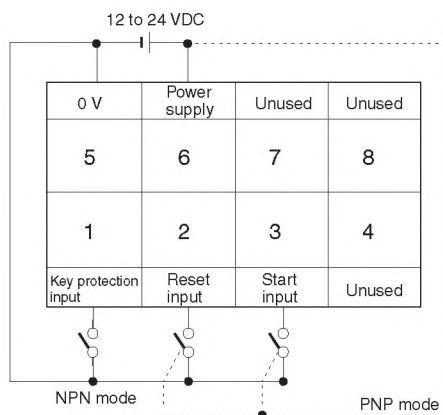 12 to 24 VDC
0 V
Power
supply
Unused
Unused
5
6
7
8
1
2
3
4
Key protection
input
Reset
input
Start
input
Unused
NPN mode
PNP mode